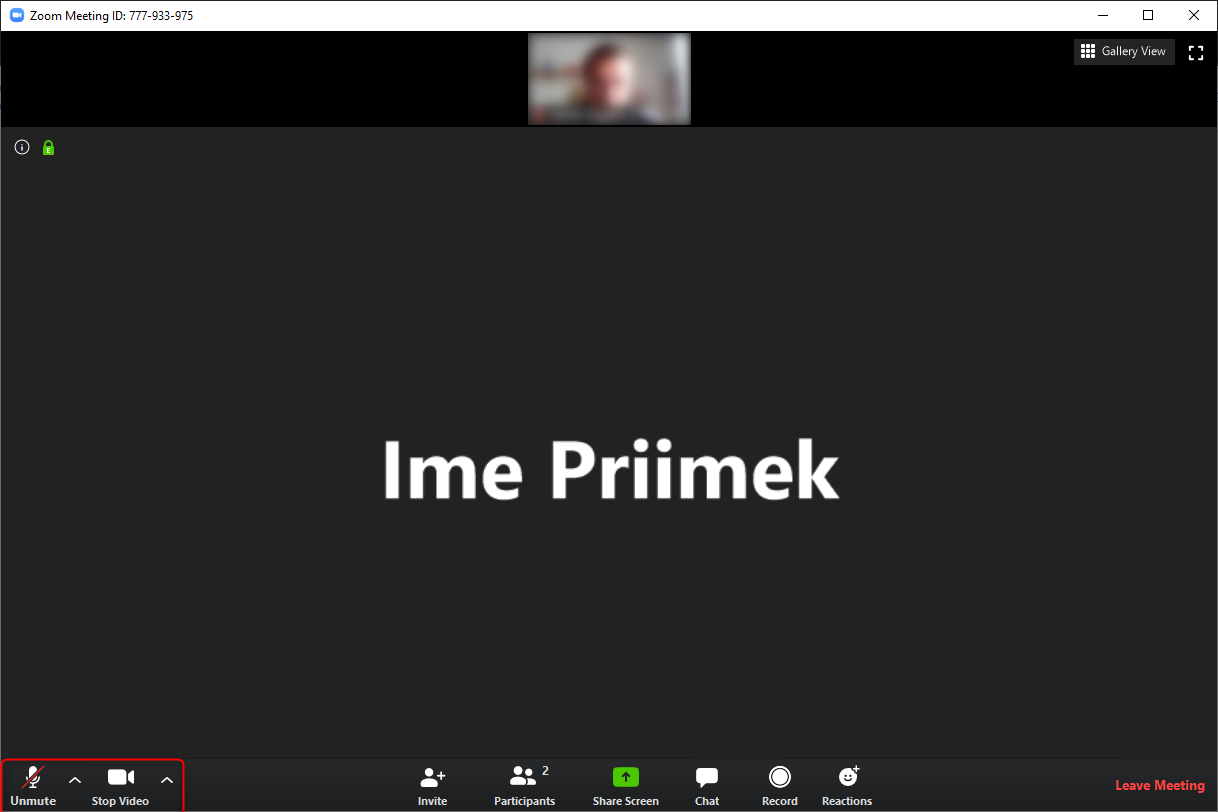 Zoom Meeting ID: 777-933-975
Gallery View
E
Ime Priimek
2
Unmute Stop Video Invite Participants Share Screen Chat Record Reactions Leave Meeting